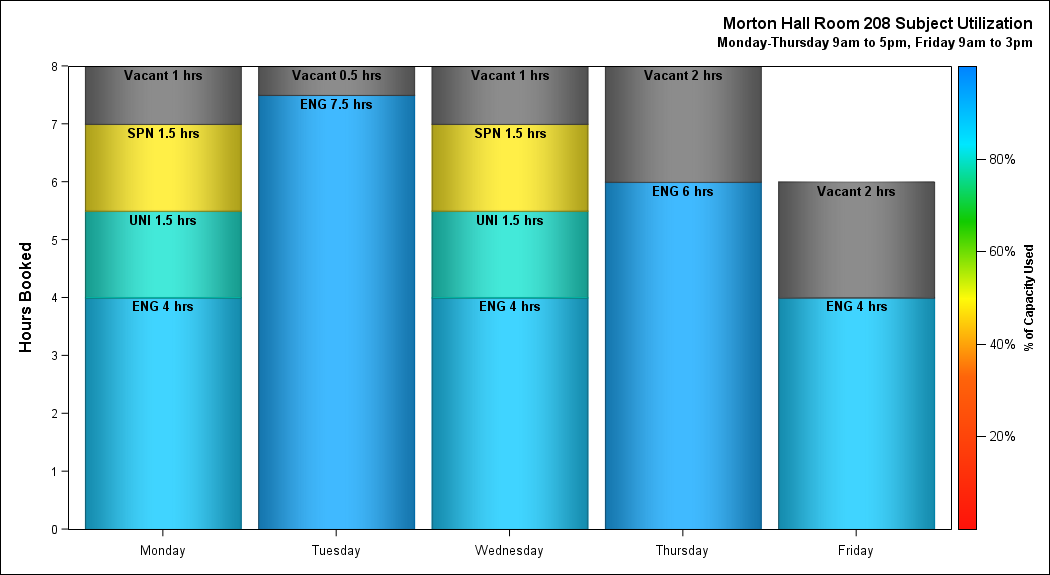 Morton Hall Room 208 Subject Utilization
Monday-Thursday 9am to 5pm, Friday 9am to 3pm
Hours Booked
8
7
6
5
4
3
2
1
0
Vacant 1 hrs
SPN 1.5 hrs
UNI 1.5 hrs
ENG 4 hrs
Monday
Vacant 0.5 hrs
ENG 7.5 hrs
Tuesday
Vacant 1 hrs
SPN 1.5 hrs
UNI 1.5 hrs
ENG 4 hrs
Wednesday
Vacant 2 hrs
ENG 6 hrs
Thursday
Vacant 2 hrs
ENG 4 hrs
Friday
80%
60%
40%
20%
% of Capacity Used